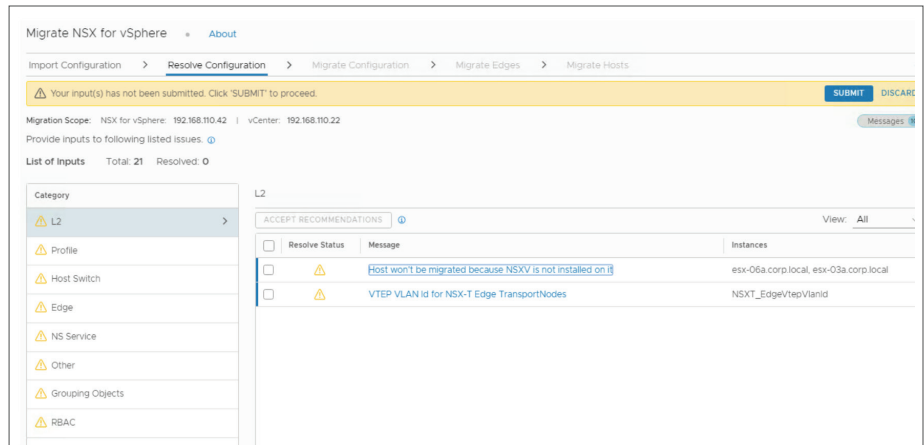 Migrate NSX for vSphere • About
Import Configuration > Resolve Configuration > Migrate Configuration > Migrate Edges > Migrate Hosts
Your input(s) has not been submitted. Click 'SUBMIT' to proceed. SUBMIT DISCARD
Migration Scope: NSX for vSphere: 192.168.110.42 | vCenter: 192.168.110.22 Messages
Provide inputs to following listed issues.
List of Inputs Total: 21 Resolved: 0
Category
L2 >
Profile
Host Switch
Edge
NS Service
Other
Grouping Objects
RBAC
L2
ACCEPT RECOMMENDATIONS View: All
Resolve Status Message Instances
Host won't be migrated because NSXV is not installed on it esx-06a.corp.local, esx-03a.corp.local
VTEP VLAN Id for NSX-T Edge TransportNodes NSXT_EdgeVtepVlanId